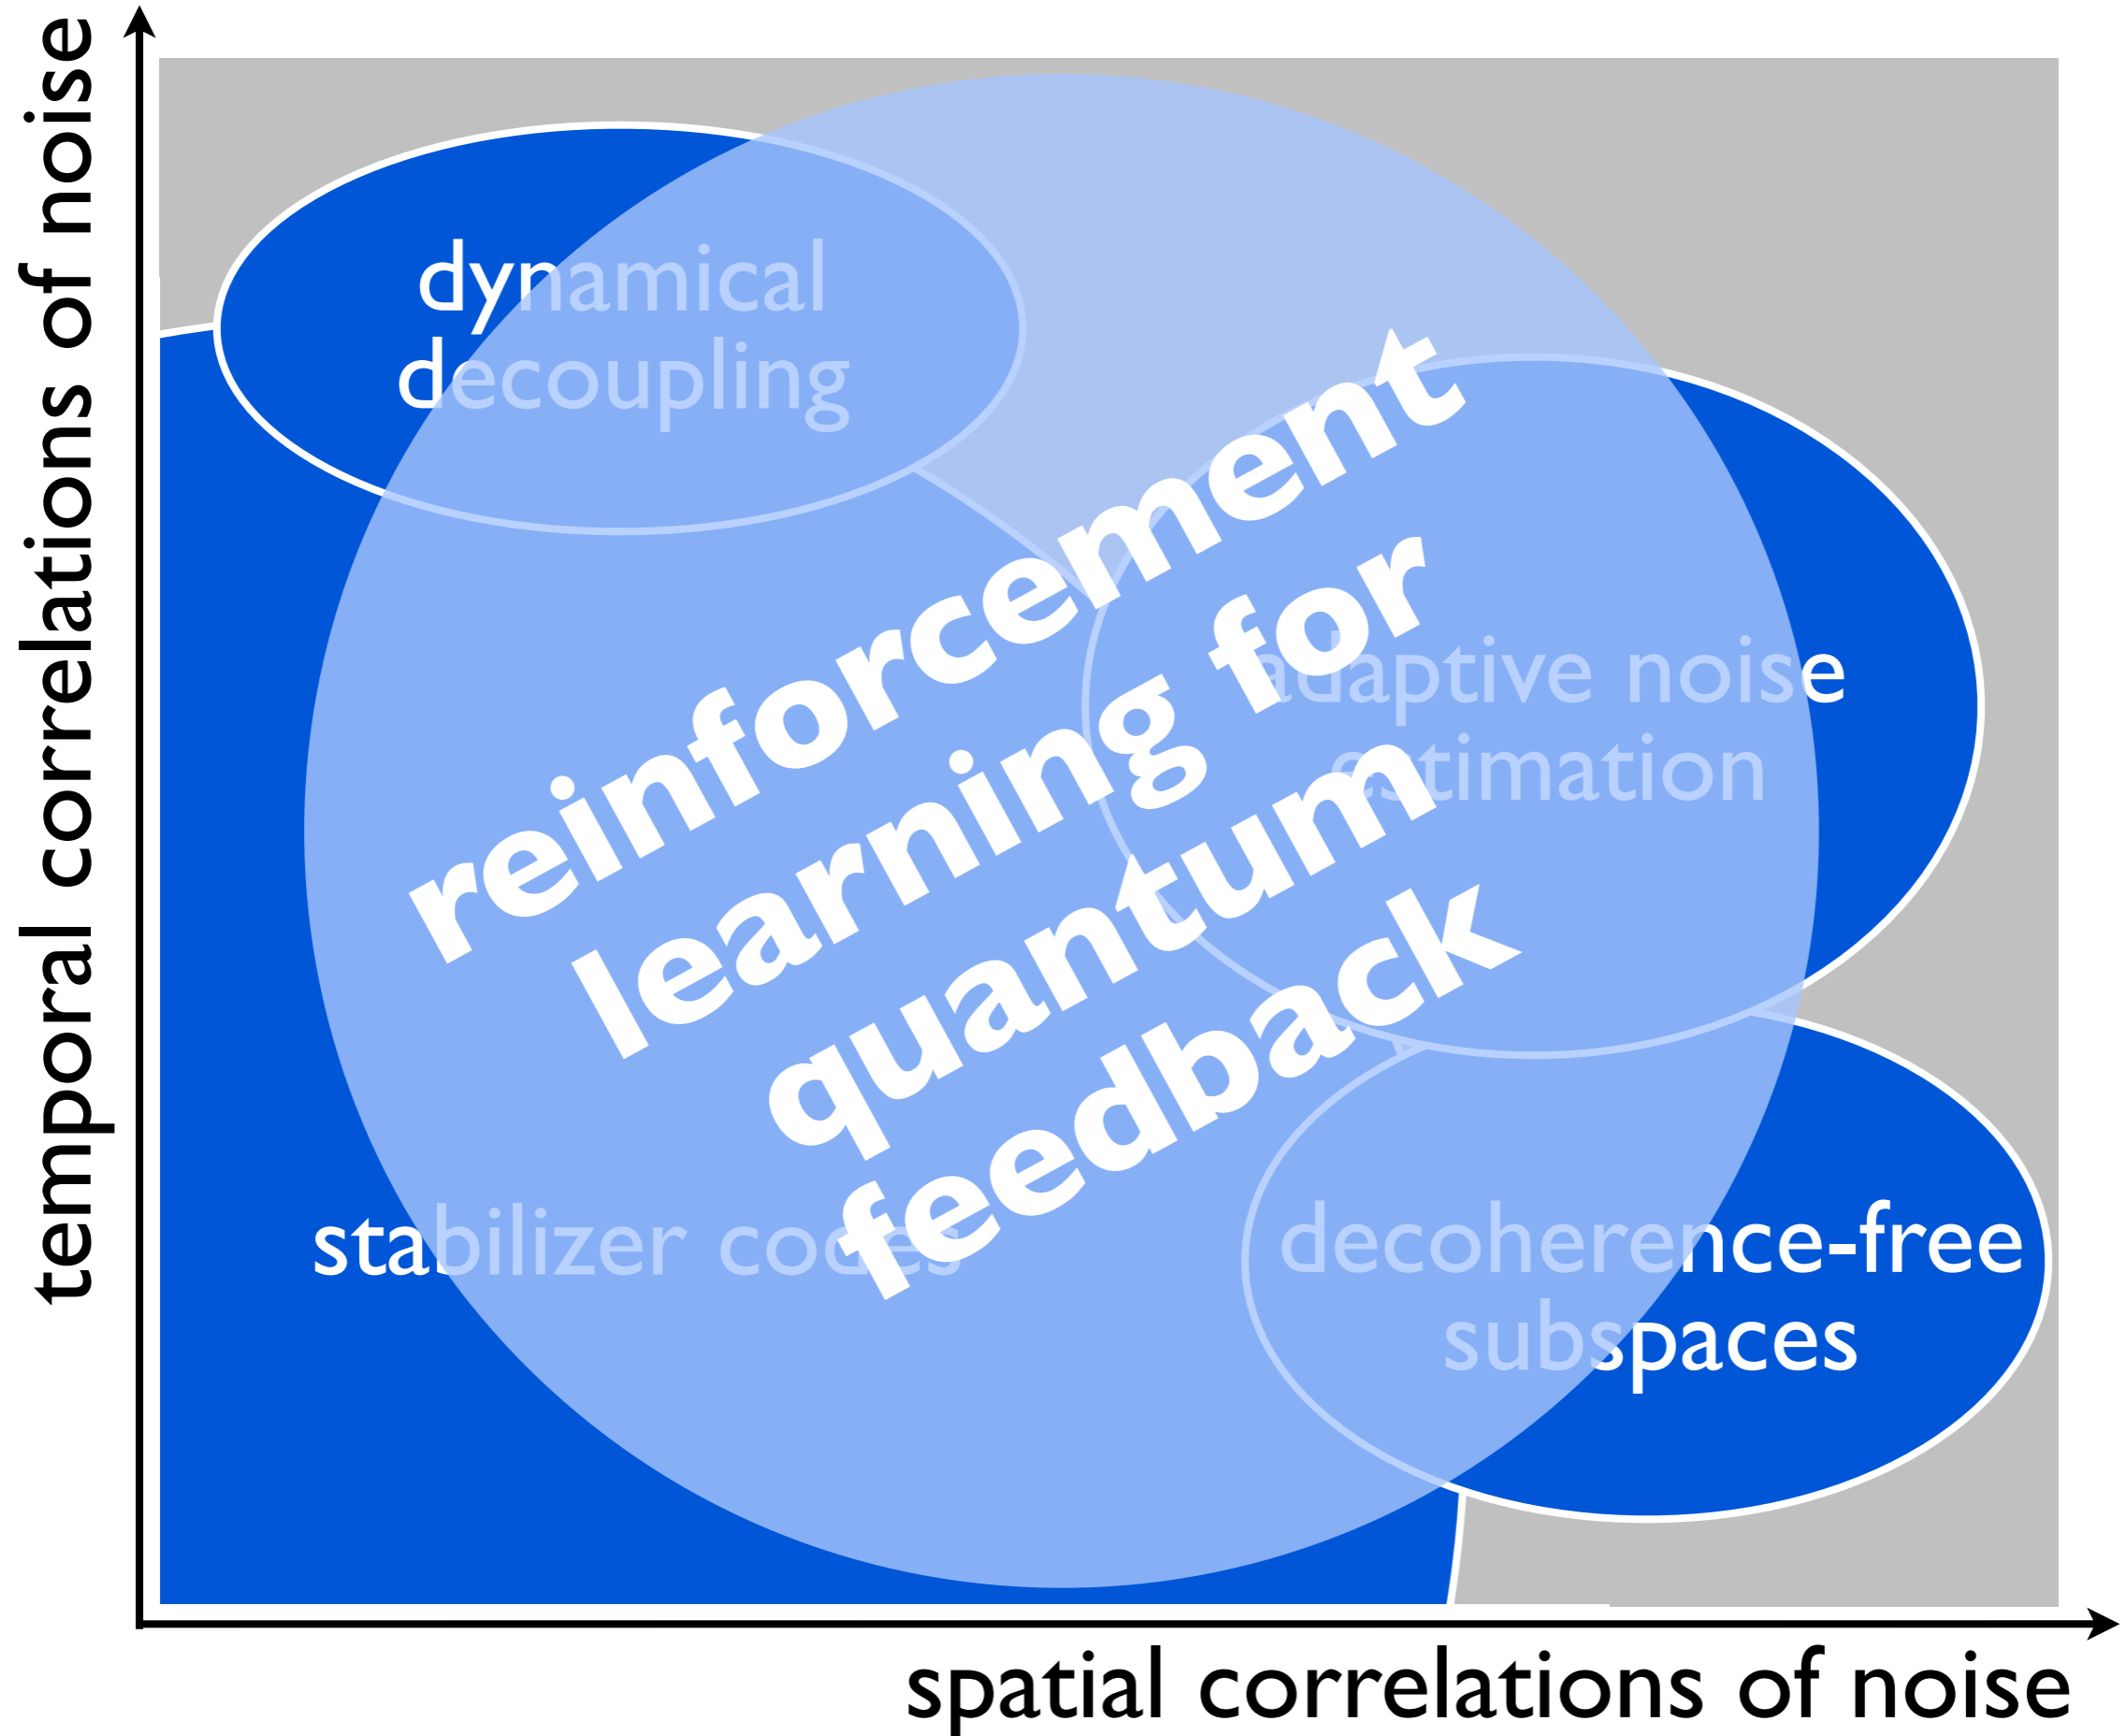 temporal correlations of noise
dynamical
decoupling
reinforcement
learning for
quantum
feedback
adaptive noise
estimation
stabilizer codes
decoherence-free
subspaces
spatial correlations of noise